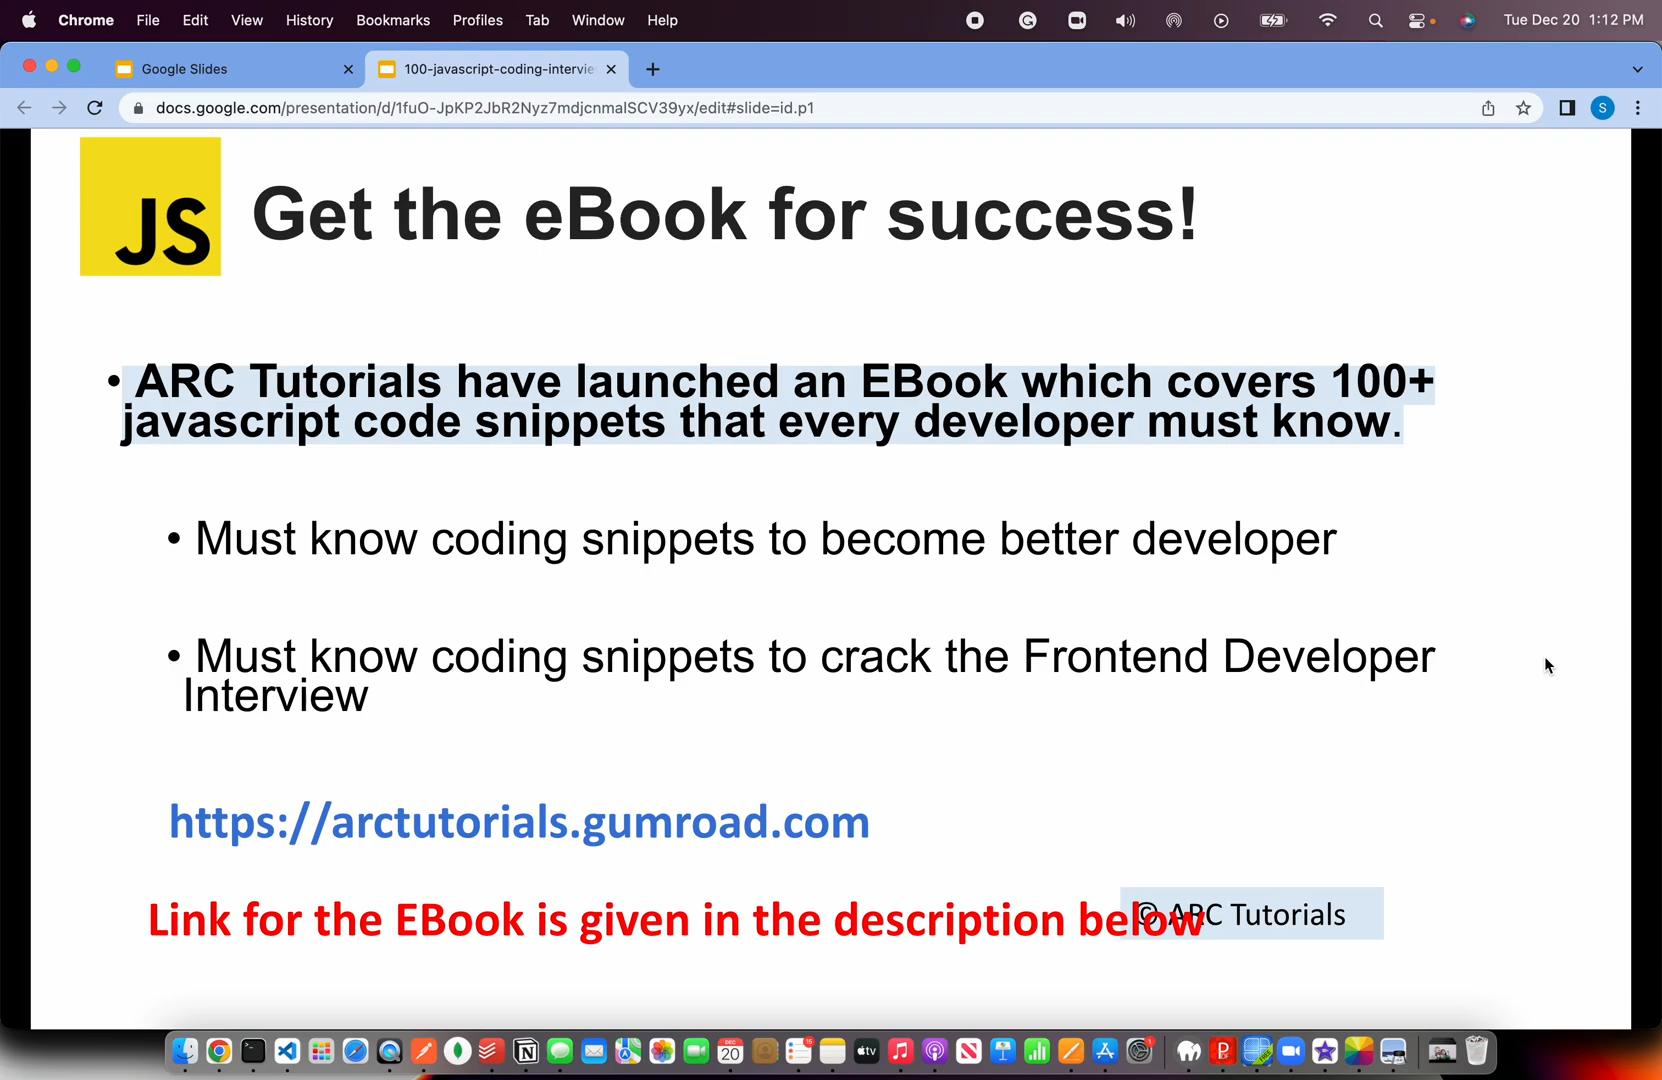 Chrome File Edit View History Bookmarks Profiles Tab Window Help Tue Dec 20 1:12 PM
Google Slides 100-javascript-coding-intervie
docs.google.com/presentation/d/1fuO-JpKP2JbR2Nyz7mdjcnmalSCV39yx/edit#slide=id.p1 S
JS Get the eBook for success!
• ARC Tutorials have launched an EBook which covers 100+
javascript code snippets that every developer must know.
• Must know coding snippets to become better developer
• Must know coding snippets to crack the Frontend Developer
Interview
https://arctutorials.gumroad.com
Link for the EBook is given in the description below
© ARC Tutorials